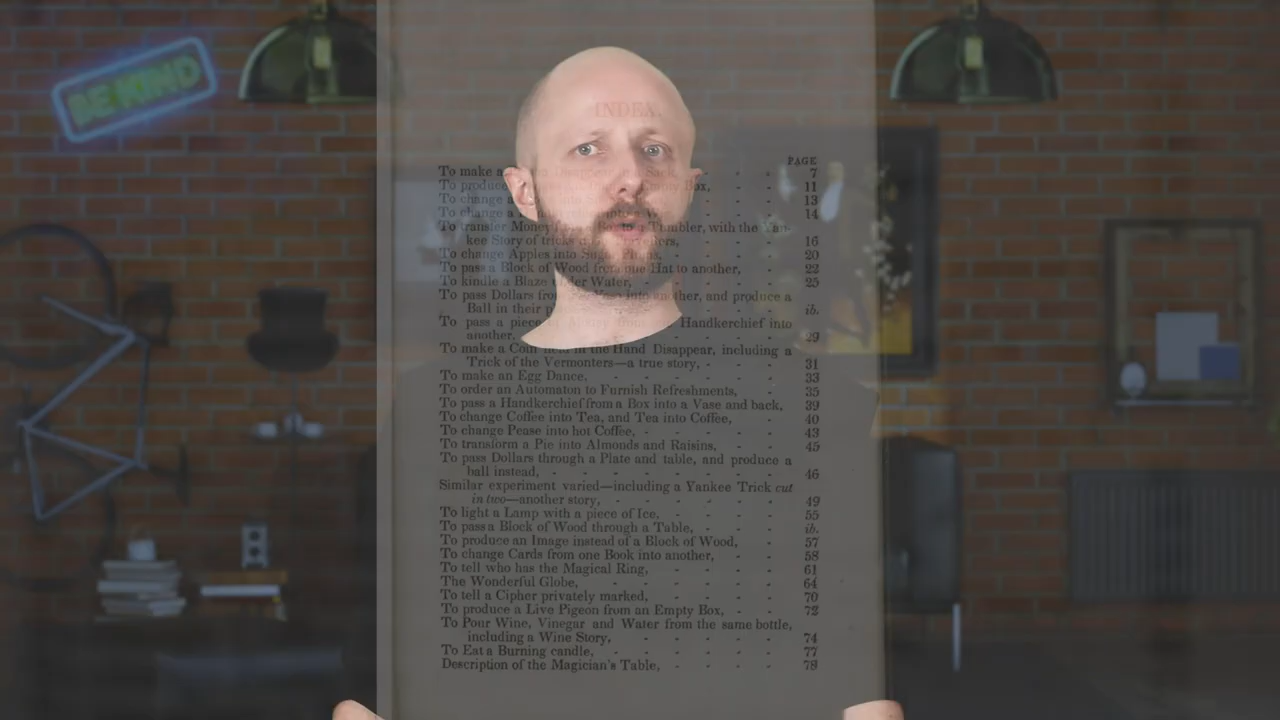 BE KIND
INDEX.
PAGE
To make a 7
To produce Box, - - - 11
To change a into 13
To change a 14
To transfer Money Tumbler, with the Yan-
kee Story of tricks 16
To change Apples into 20
To pass a Block of Wood from one Hat to another, - 22
To kindle a Blaze under Water, 25
To pass Dollars from into another, and produce a
Ball in their ib.
To pass a piece of Money from Handkerchief into
another. 29
To make a Coin held in the Hand Disappear, including a
Trick of the Vermonters—a true story, - - - 31
To make an Egg Dance, - - - - - - 33
To order an Automaton to Furnish Refreshments, - 35
To pass a Handkerchief from a Box into a Vase and back, 39
To change Coffee into Tea, and Tea into Coffee, - - 40
To change Pease into hot Coffee, - - - - - 43
To transform a Pie into Almonds and Raisins, - - 45
To pass Dollars through a Plate and table, and produce a
ball instead, - - - - - - - - 46
Similar experiment varied—including a Yankee Trick cut
in two—another story, - - - - - - 49
To light a Lamp with a piece of Ice, - - - - 55
To pass a Block of Wood through a Table, - - - ib.
To produce an Image instead of a Block of Wood, - 57
To change Cards from one Book into another, - - 58
To tell who has the Magical Ring, - - - - 61
The Wonderful Globe, - - - - - - 64
To tell a Cipher privately marked, - - - - 70
To produce a Live Pigeon from an Empty Box, - - 72
To Pour Wine, Vinegar and Water from the same bottle,
including a Wine Story, - - - - - 74
To Eat a Burning candle, - - - - - - 77
Description of the Magician's Table, - - - - 78